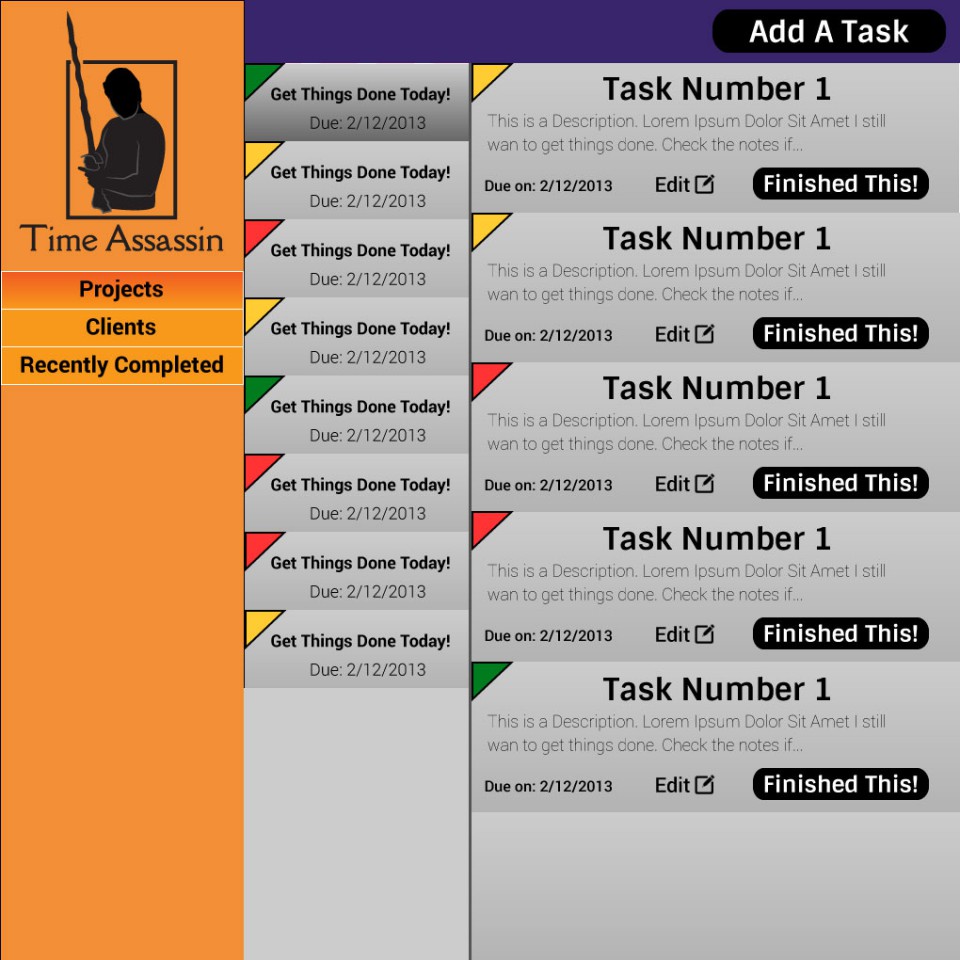 Time Assassin
Projects
Clients
Recently Completed
Add A Task
Get Things Done Today!
Due: 2/12/2013
Get Things Done Today!
Due: 2/12/2013
Get Things Done Today!
Due: 2/12/2013
Get Things Done Today!
Due: 2/12/2013
Get Things Done Today!
Due: 2/12/2013
Get Things Done Today!
Due: 2/12/2013
Get Things Done Today!
Due: 2/12/2013
Get Things Done Today!
Due: 2/12/2013
Task Number 1
This is a Description. Lorem Ipsum Dolor Sit Amet I still
wan to get things done. Check the notes if...
Due on: 2/12/2013 Edit Finished This!
Task Number 1
This is a Description. Lorem Ipsum Dolor Sit Amet I still
wan to get things done. Check the notes if...
Due on: 2/12/2013 Edit Finished This!
Task Number 1
This is a Description. Lorem Ipsum Dolor Sit Amet I still
wan to get things done. Check the notes if...
Due on: 2/12/2013 Edit Finished This!
Task Number 1
This is a Description. Lorem Ipsum Dolor Sit Amet I still
wan to get things done. Check the notes if...
Due on: 2/12/2013 Edit Finished This!
Task Number 1
This is a Description. Lorem Ipsum Dolor Sit Amet I still
wan to get things done. Check the notes if...
Due on: 2/12/2013 Edit Finished This!